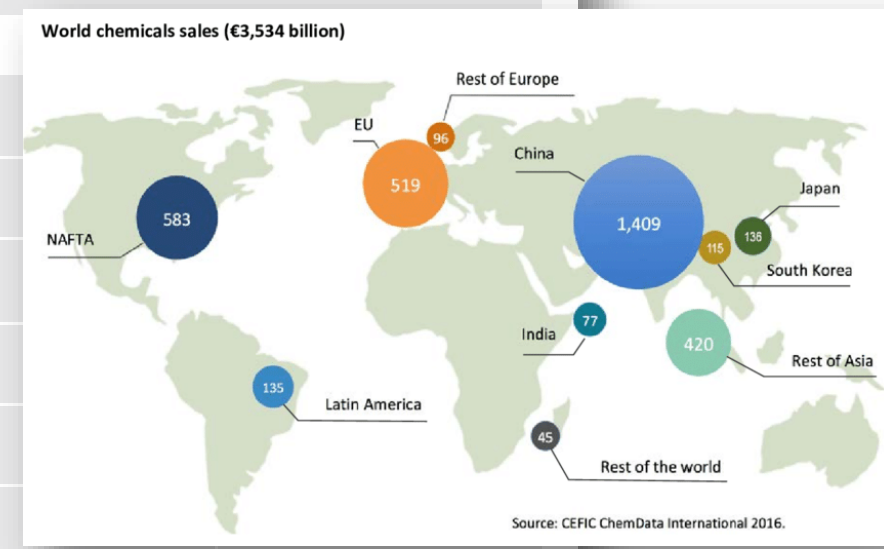 World chemicals sales (€3,534 billion)
Rest of Europe
EU
96
China
519
Japan
583
1,409
NAFTA
115
136
South Korea
77
India
420
Rest of Asia
135
Latin America
45
Rest of the world
Source: CEFIC ChemData International 2016.